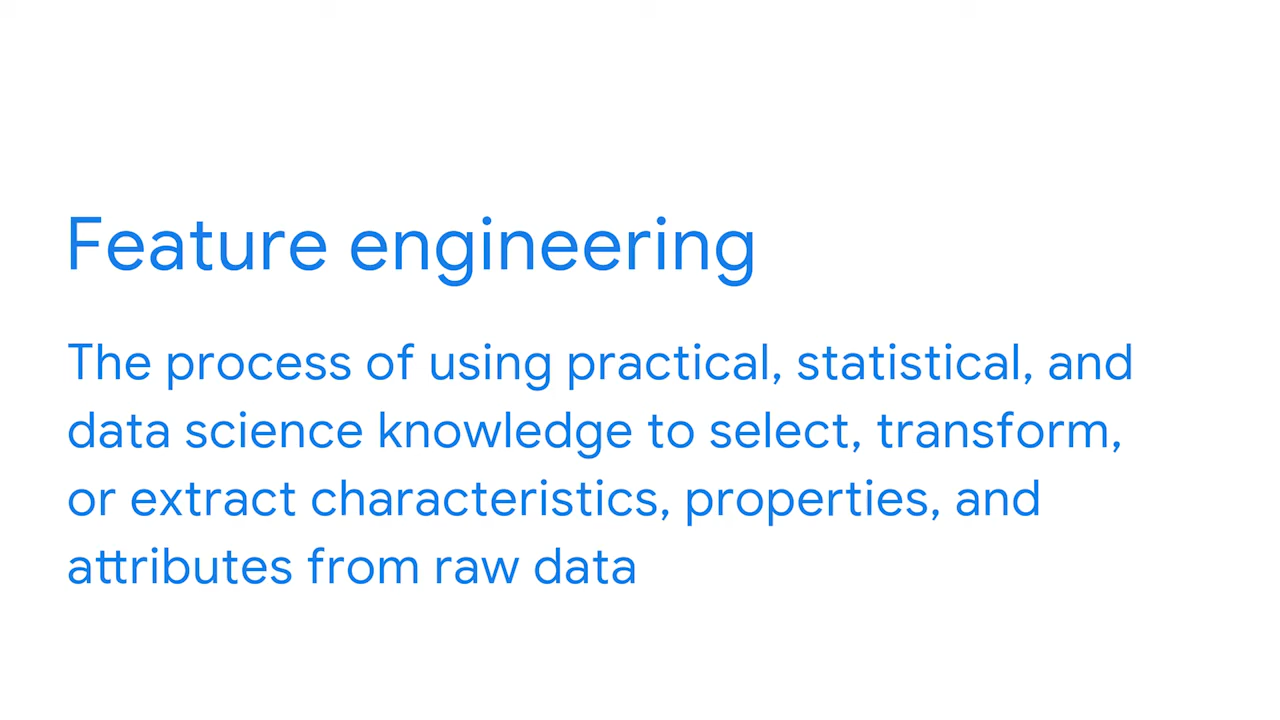 Feature engineering
The process of using practical, statistical, and
data science knowledge to select, transform,
or extract characteristics, properties, and
attributes from raw data